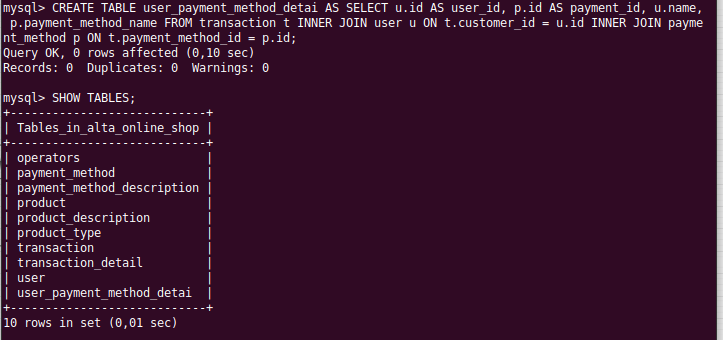 mysql> CREATE TABLE user_payment_method_detai AS SELECT u.id AS user_id, p.id AS payment_id, u.name,
 p.payment_method_name FROM transaction t INNER JOIN user u ON t.customer_id = u.id INNER JOIN payme
nt_method p ON t.payment_method_id = p.id;
Query OK, 0 rows affected (0,10 sec)
Records: 0  Duplicates: 0  Warnings: 0

mysql> SHOW TABLES;
+---------------------------+
| Tables_in_alta_online_shop |
+---------------------------+
| operators                  |
| payment_method             |
| payment_method_description |
| product                    |
| product_description        |
| product_type               |
| transaction                |
| transaction_detail         |
| user                       |
| user_payment_method_detai  |
+---------------------------+
10 rows in set (0,01 sec)